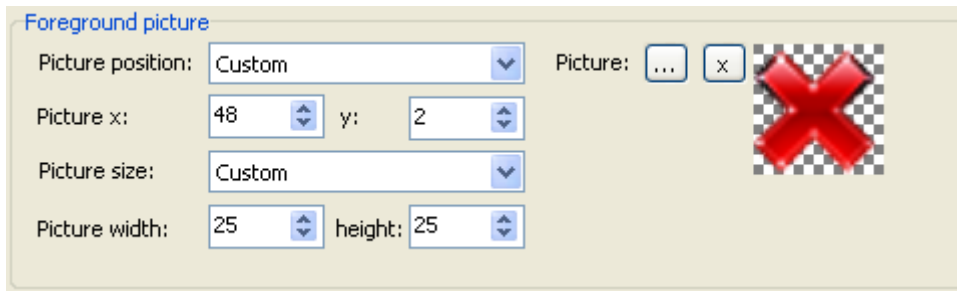 Foreground picture
Picture position: Custom Picture: ... x
Picture x: 48 y: 2
Picture size: Custom
Picture width: 25 height: 25